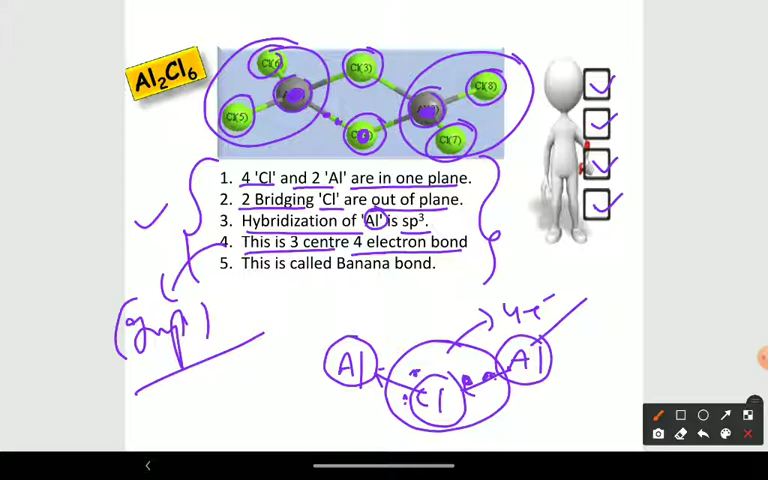 Al2Cl6
Cl(6)
Cl(3)
Cl(8)
Cl(5)
Cl(7)
1. 4 'Cl' and 2 'Al' are in one plane.
2. 2 Bridging 'Cl' are out of plane.
3. Hybridization of 'Al' is sp³.
4. This is 3 centre 4 electron bond
5. This is called Banana bond.
(Imp)
4e⁻
Al
Al
Cl